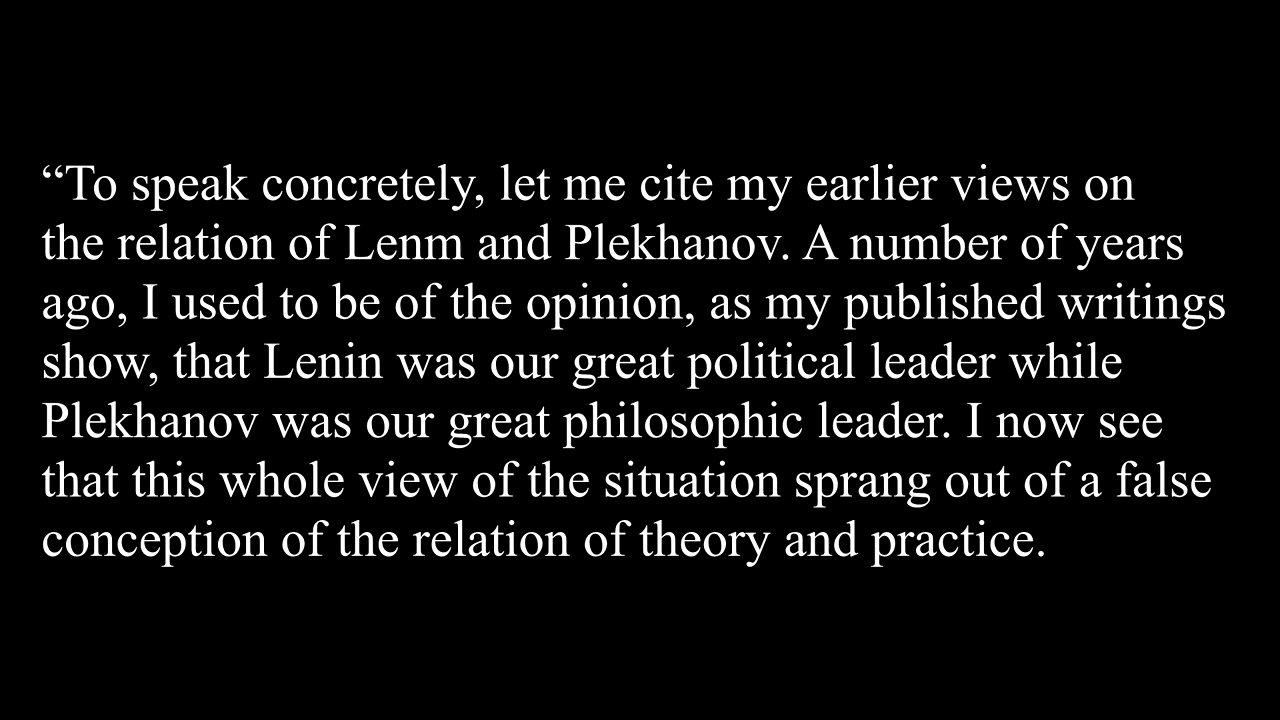 “To speak concretely, let me cite my earlier views on
the relation of Lenm and Plekhanov. A number of years
ago, I used to be of the opinion, as my published writings
show, that Lenin was our great political leader while
Plekhanov was our great philosophic leader. I now see
that this whole view of the situation sprang out of a false
conception of the relation of theory and practice.